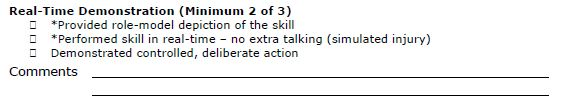 Real-Time Demonstration (Minimum 2 of 3)
☐ *Provided role-model depiction of the skill
☐ *Performed skill in real-time – no extra talking (simulated injury)
☐ Demonstrated controlled, deliberate action
Comments